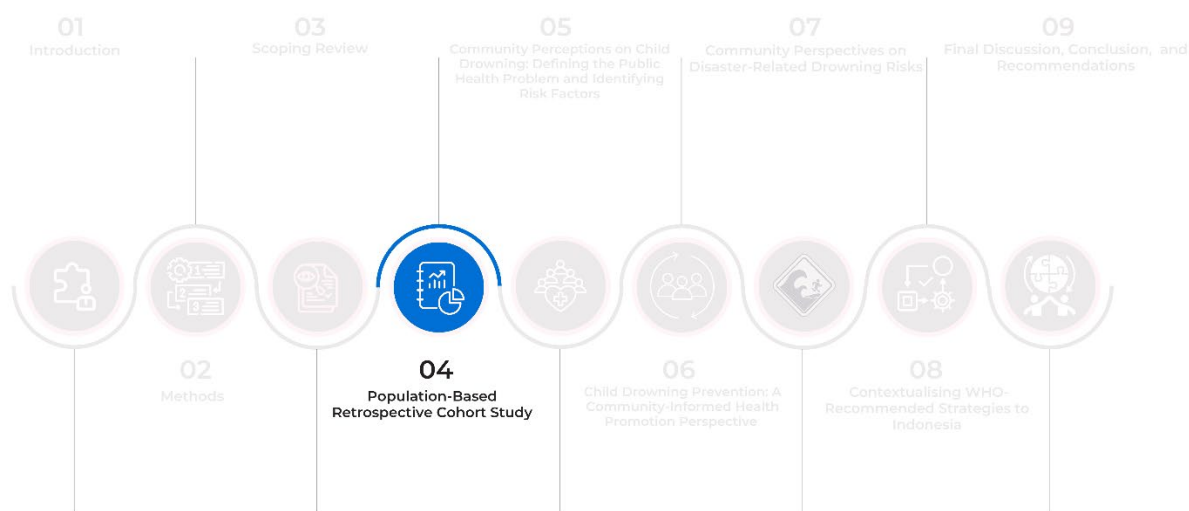 01
Introduction
03
Scoping Review
05
Community Perceptions on Child
Drowning: Defining the Public
Health Problem and Identifying
Risk Factors
07
Community Perspectives on
Disaster-Related Drowning Risks
09
Final Discussion, Conclusion, and
Recommendations
02
Methods
04
Population-Based
Retrospective Cohort Study
06
Child Drowning Prevention: A
Community-Informed Health
Promotion Perspective
08
Contextualising WHO-
Recommended Strategies to
Indonesia